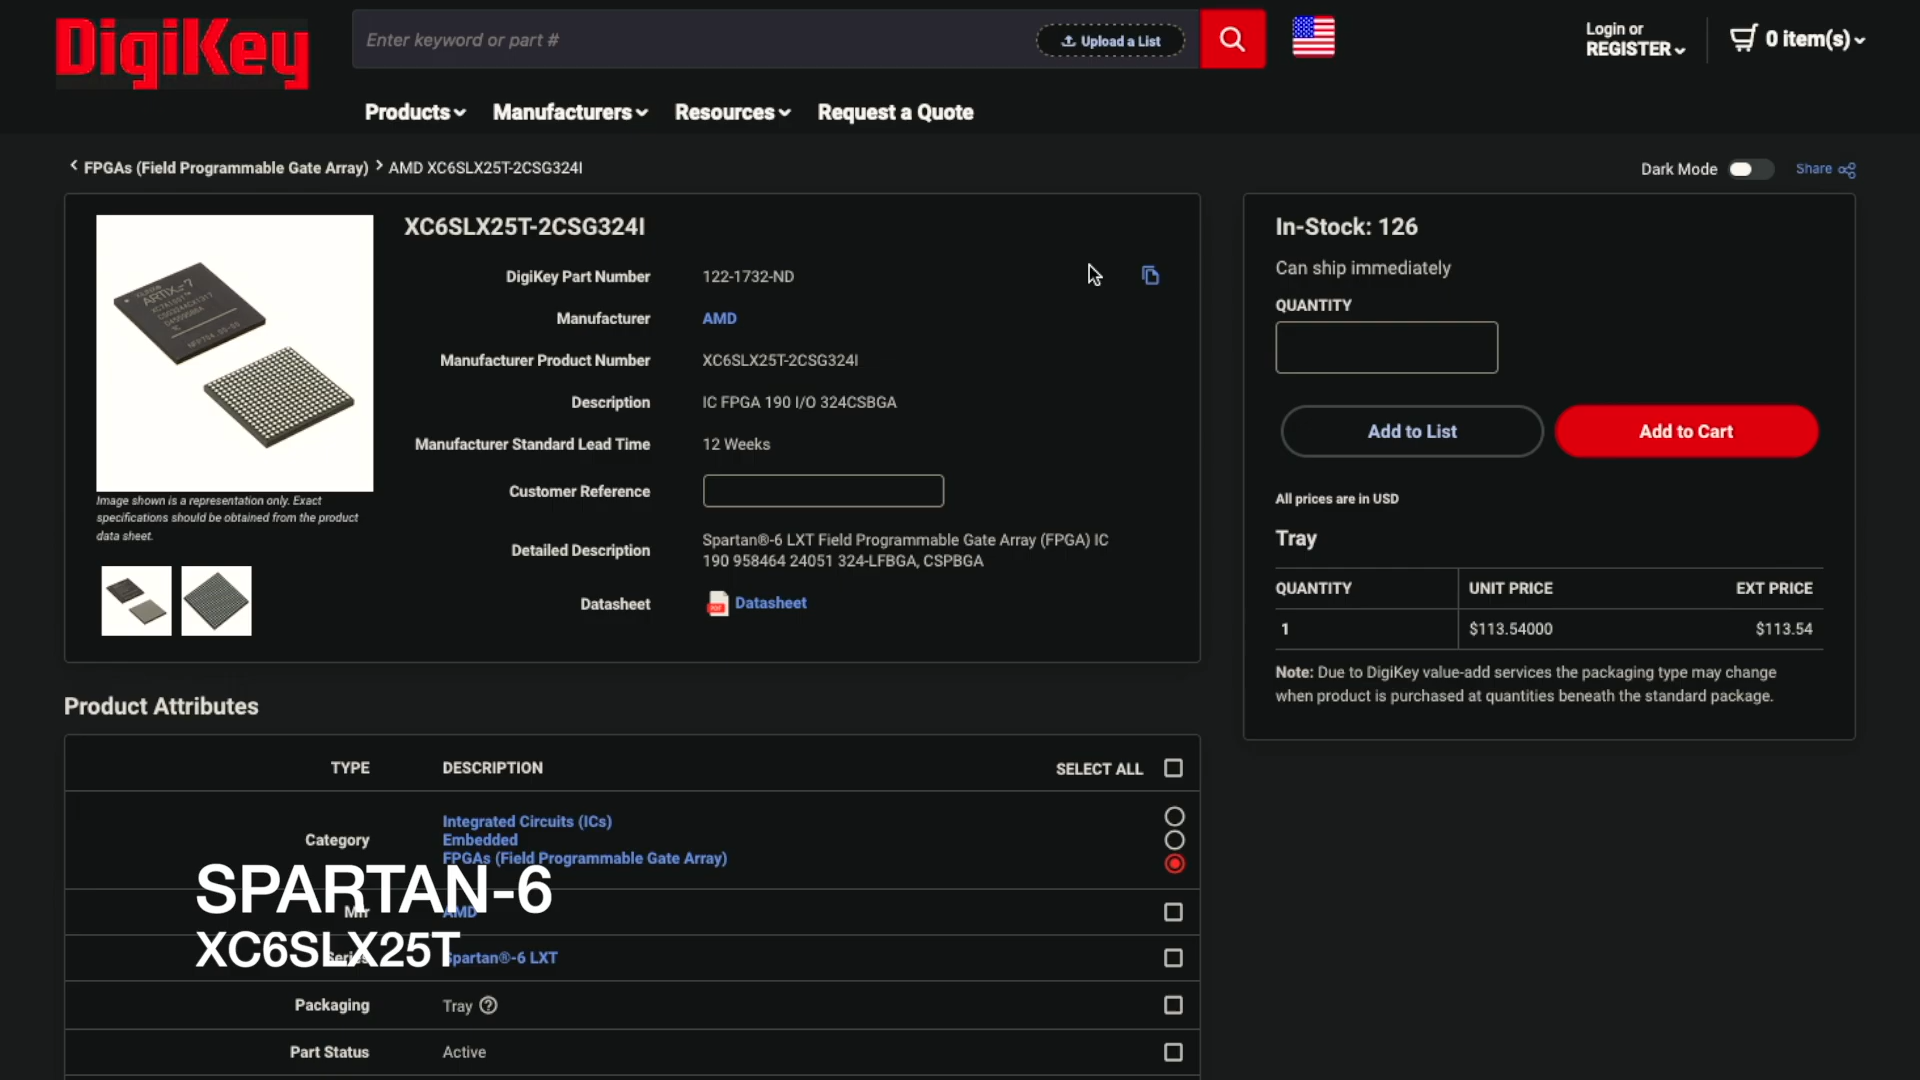 DigiKey
Enter keyword or part #
Upload a List
Login or
REGISTER
0 item(s)
Products
Manufacturers
Resources
Request a Quote
FPGAs (Field Programmable Gate Array)
AMD XC6SLX25T-2CSG324I
Dark Mode
Share
XC6SLX25T-2CSG324I
DigiKey Part Number
122-1732-ND
Manufacturer
AMD
Manufacturer Product Number
XC6SLX25T-2CSG324I
Description
IC FPGA 190 I/O 324CSBGA
Manufacturer Standard Lead Time
12 Weeks
Customer Reference
Detailed Description
Spartan®-6 LXT Field Programmable Gate Array (FPGA) IC
190 958464 24051 324-LFBGA, CSPBGA
Datasheet
Datasheet
ARTIX-7
Image shown is a representation only. Exact
specifications should be obtained from the product
data sheet.
In-Stock: 126
Can ship immediately
QUANTITY
Add to List
Add to Cart
All prices are in USD
Tray
QUANTITY UNIT PRICE EXT PRICE
1 $113.54000 $113.54
Note: Due to DigiKey value-add services the packaging type may change
when product is purchased at quantities beneath the standard package.
Product Attributes
TYPE DESCRIPTION SELECT ALL
Category
Integrated Circuits (ICs)
Embedded
FPGAs (Field Programmable Gate Array)
SPARTAN-6
Mfr
AMD
XC6SLX25T
Series
Spartan®-6 LXT
Packaging
Tray
Part Status
Active